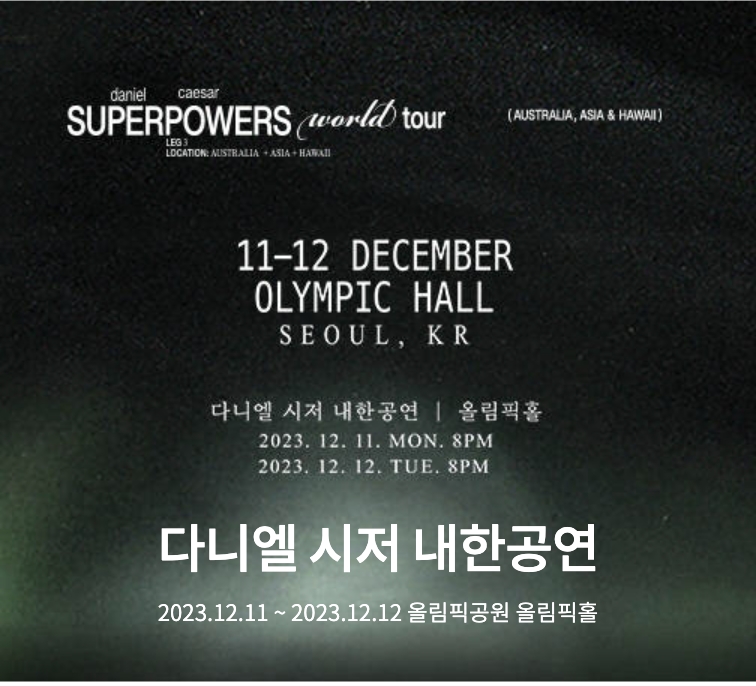 daniel caesar
SUPERPOWERS world tour
(AUSTRALIA, ASIA & HAWAII)
LEG 3
LOCATION: AUSTRALIA + ASIA + HAWAII
11–12 DECEMBER
OLYMPIC HALL
SEOUL, KR
다니엘 시저 내한공연 | 올림픽홀
2023. 12. 11. MON. 8PM
2023. 12. 12. TUE. 8PM
다니엘 시저 내한공연
2023.12.11 ~ 2023.12.12 올림픽공원 올림픽홀